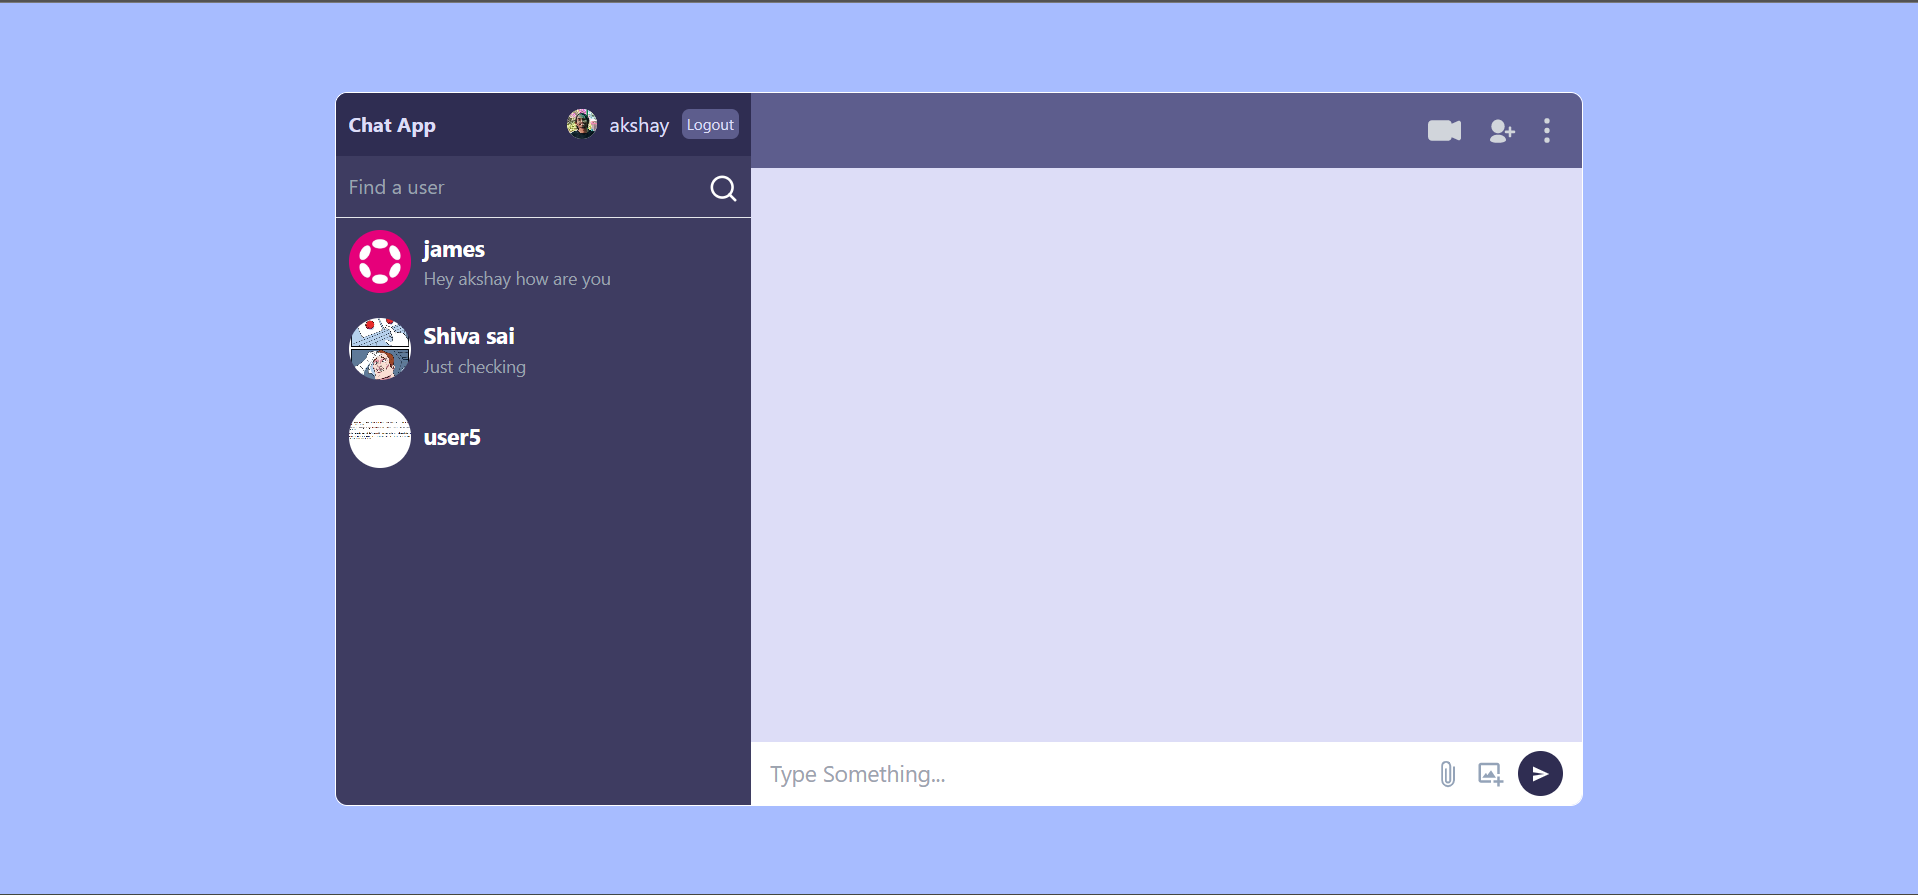 Chat App
akshay
Logout
Find a user
james
Hey akshay how are you
Shiva sai
Just checking
user5
Type Something...